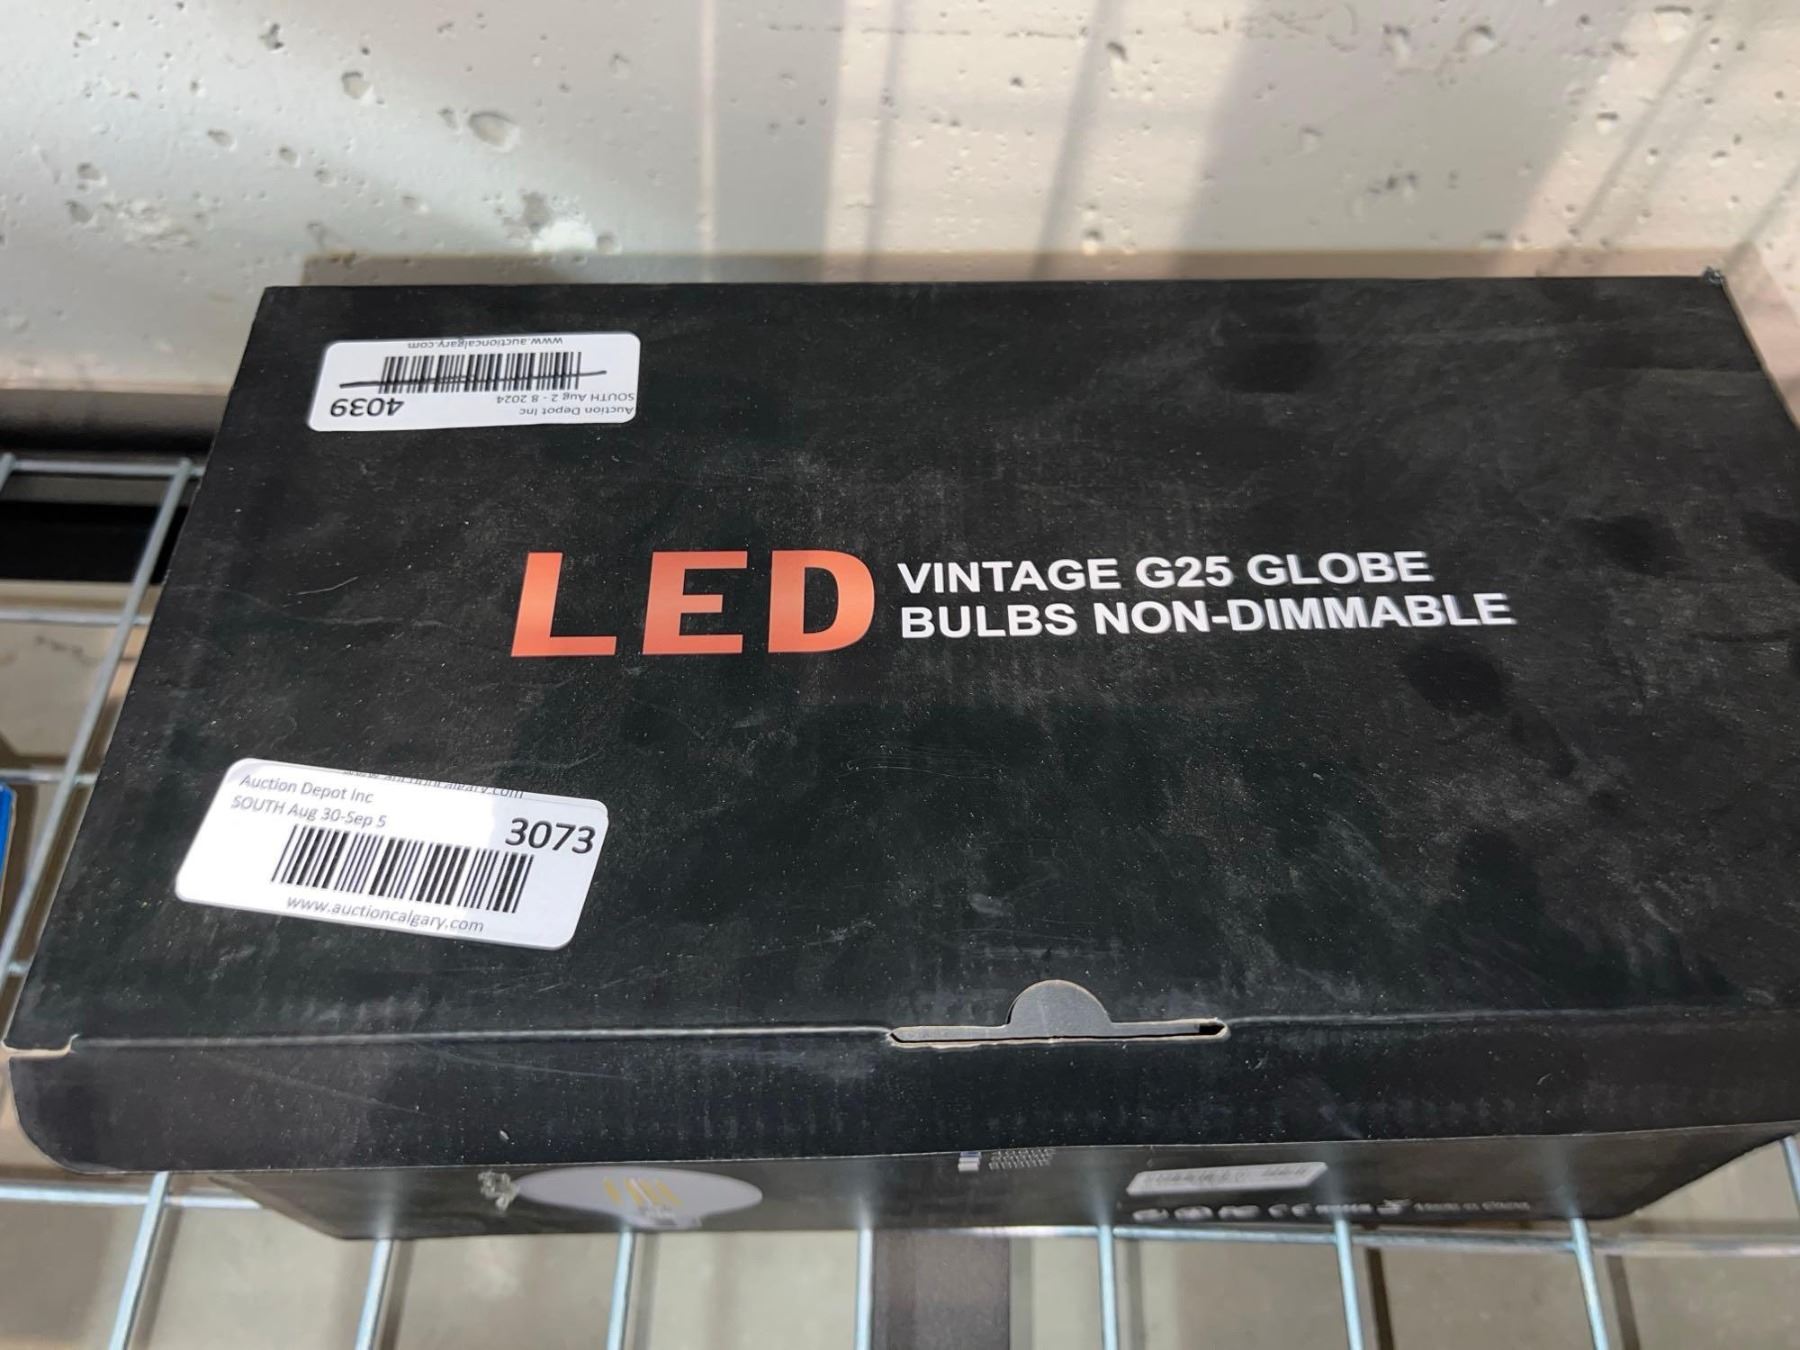 www.auctioncalgary.com
4039
SOUTH Aug 2 - 8 2024
Auction Depot Inc
LED
VINTAGE G25 GLOBE
BULBS NON-DIMMABLE
Auction Depot Inc
SOUTH Aug 30-Sep 5
3073
www.auctioncalgary.com